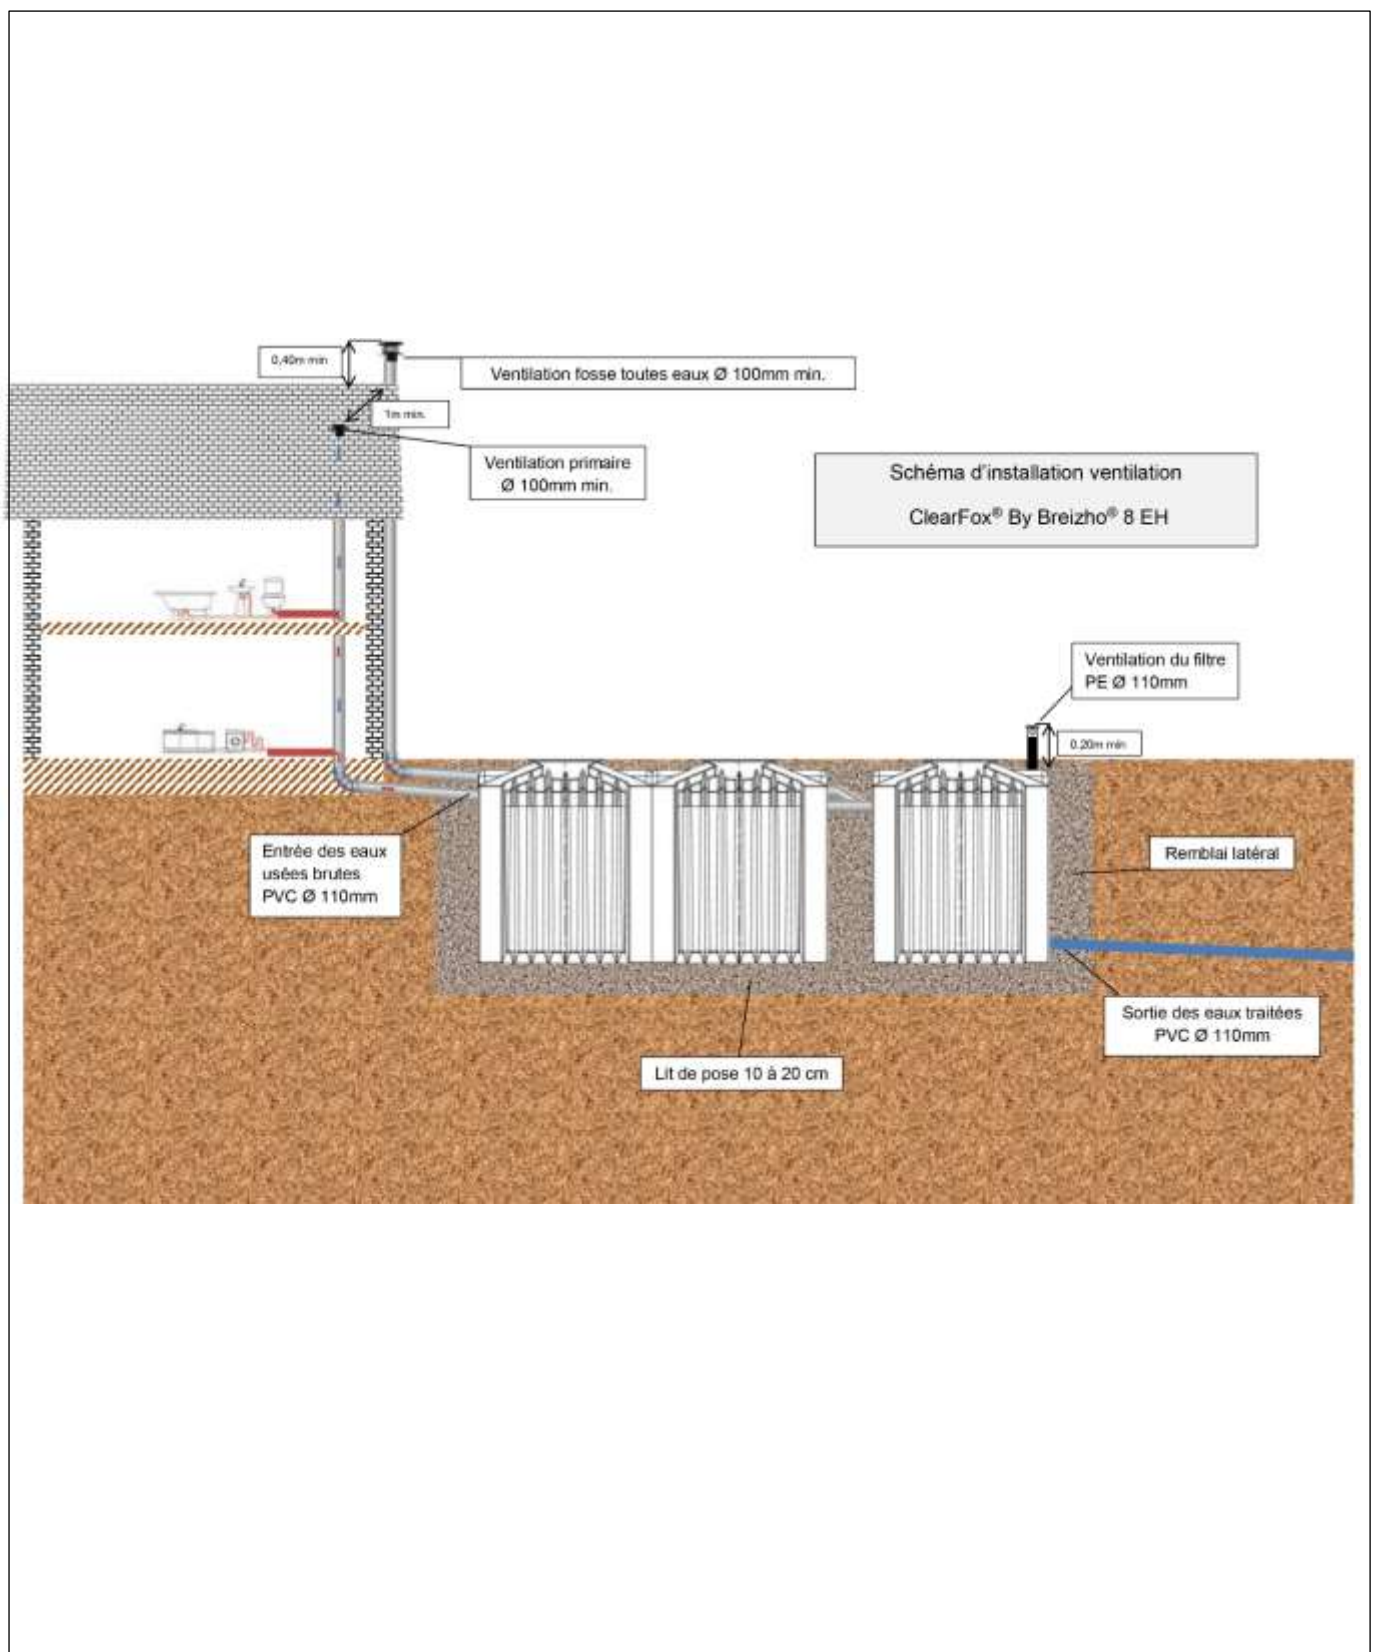 0,40m min
Ventilation fosse toutes eaux Ø 100mm min.
1m min.
Ventilation primaire
Ø 100mm min.
Schéma d'installation ventilation
ClearFox® By Breizho® 8 EH
Ventilation du filtre
PE Ø 110mm
0.20m min
Entrée des eaux
usées brutes
PVC Ø 110mm
Remblai latéral
Sortie des eaux traitées
PVC Ø 110mm
Lit de pose 10 à 20 cm